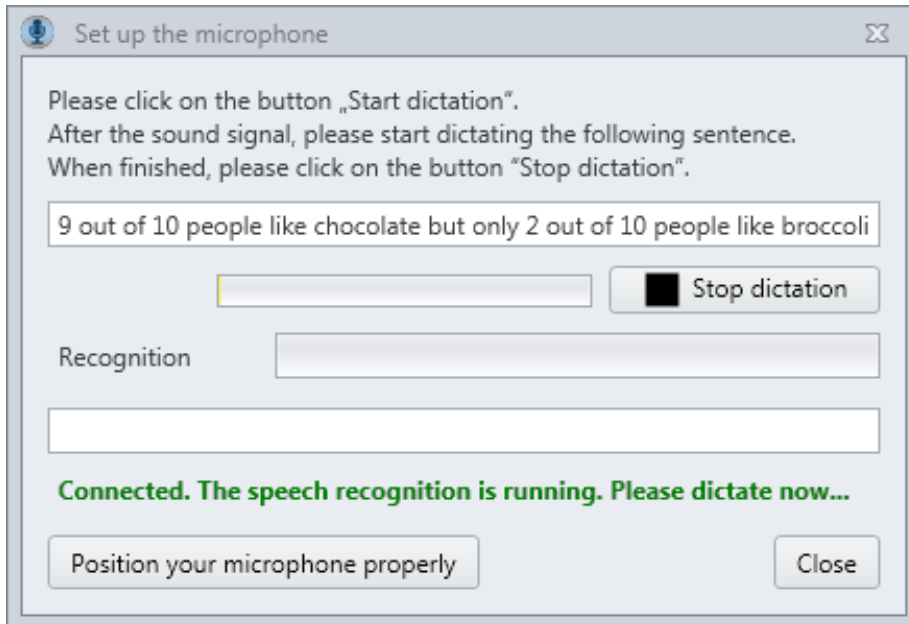 Set up the microphone
Please click on the button „Start dictation“.
After the sound signal, please start dictating the following sentence.
When finished, please click on the button “Stop dictation”.
9 out of 10 people like chocolate but only 2 out of 10 people like broccoli
Stop dictation
Recognition
Connected. The speech recognition is running. Please dictate now...
Position your microphone properly
Close